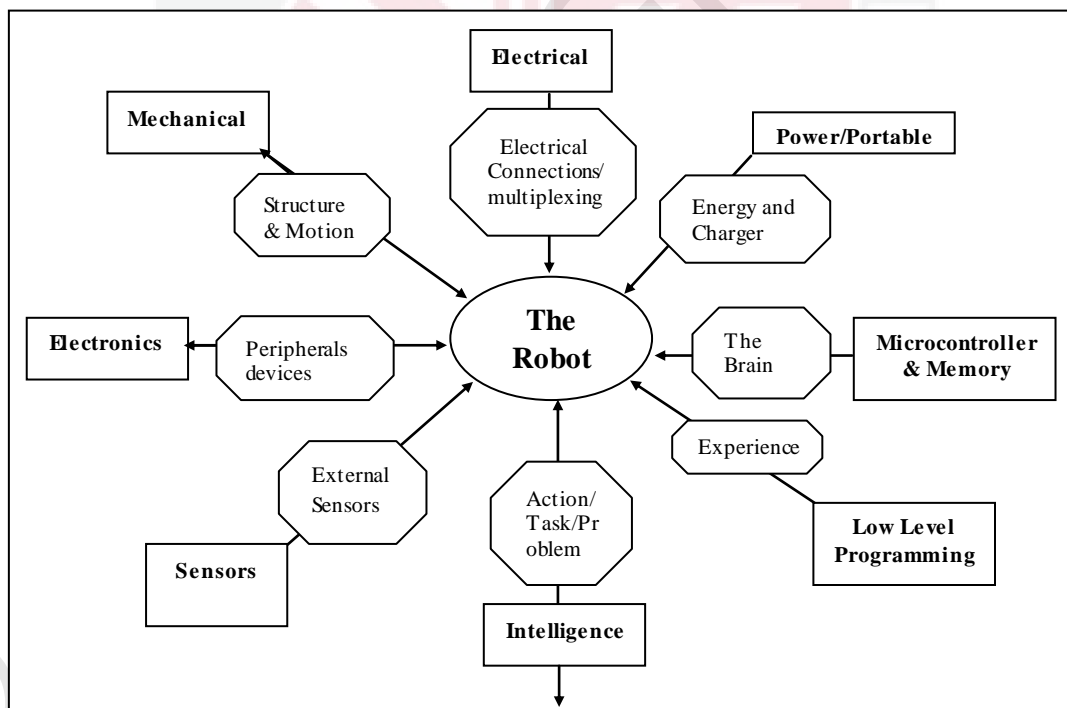 Electrical
Mechanical
Electrical
Connections/
multiplexing
Power/Portable
Structure
& Motion
Energy and
Charger
The
Robot
Electronics
Peripherals
devices
The
Brain
Microcontroller
& Memory
Experience
External
Sensors
Action/
Task/Pr
oblem
Low Level
Programming
Sensors
Intelligence